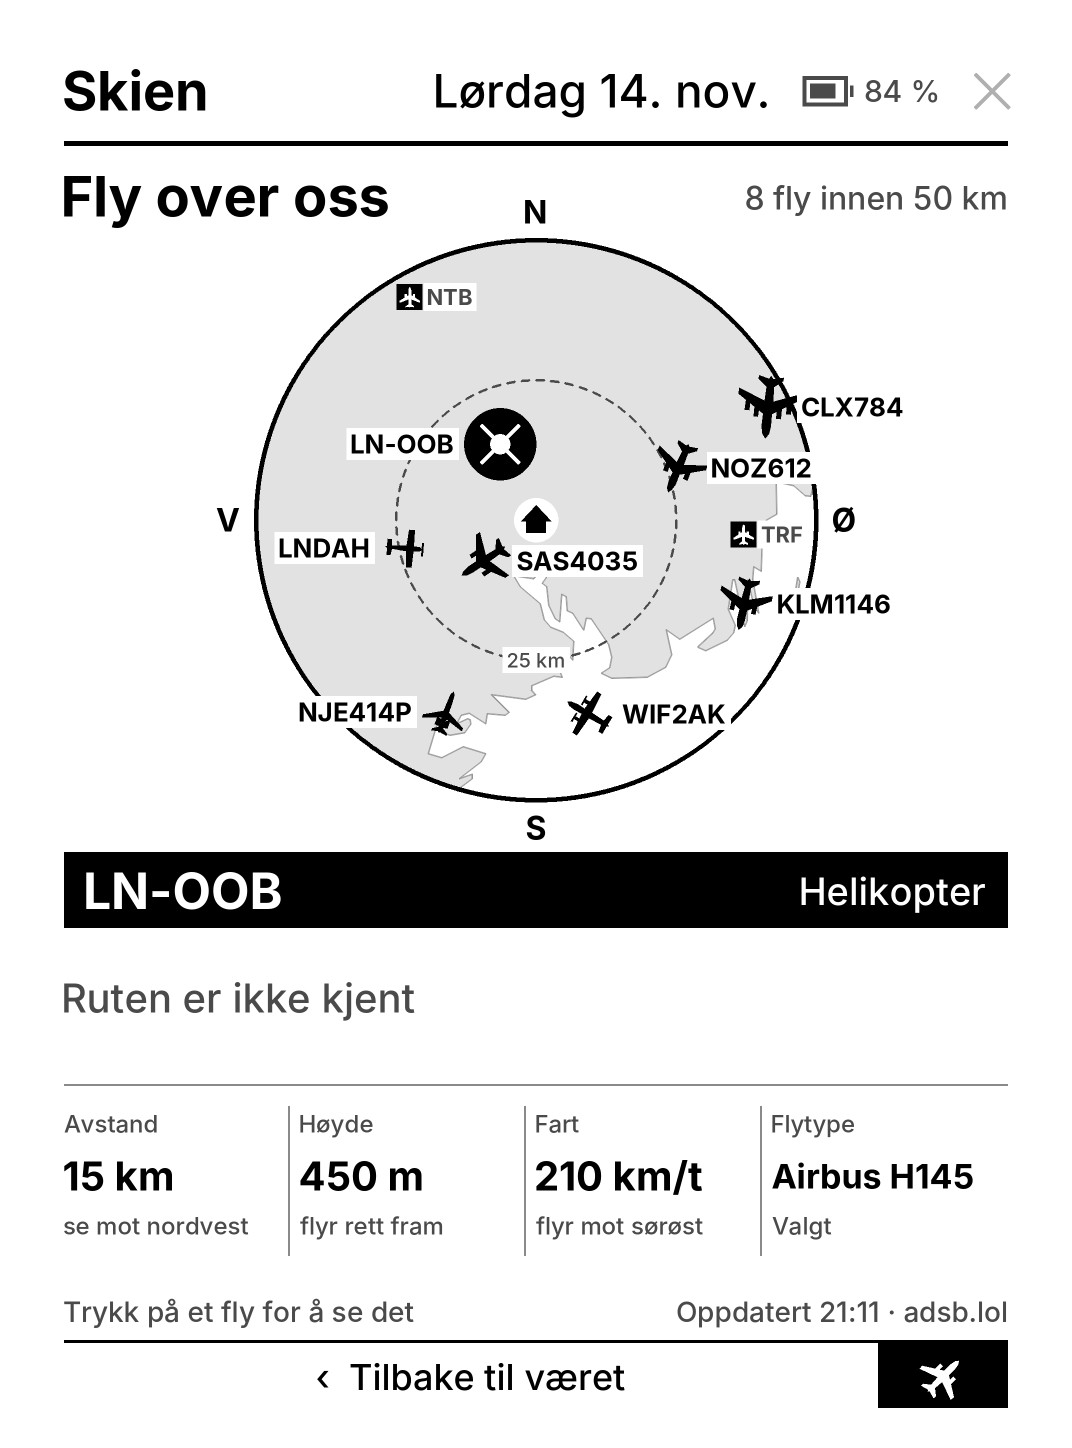 Skien
Lørdag 14. nov.
84 %
Fly over oss
8 fly innen 50 km
N
NTB
CLX784
LN-OOB
NOZ612
V
Ø
TRF
LNDAH
SAS4035
KLM1146
25 km
NJE414P
WIF2AK
S
LN-OOB
Helikopter
Ruten er ikke kjent
Avstand
15 km
se mot nordvest
Høyde
450 m
flyr rett fram
Fart
210 km/t
flyr mot sørøst
Flytype
Airbus H145
Valgt
Trykk på et fly for å se det
Oppdatert 21:11 · adsb.lol
‹ Tilbake til været